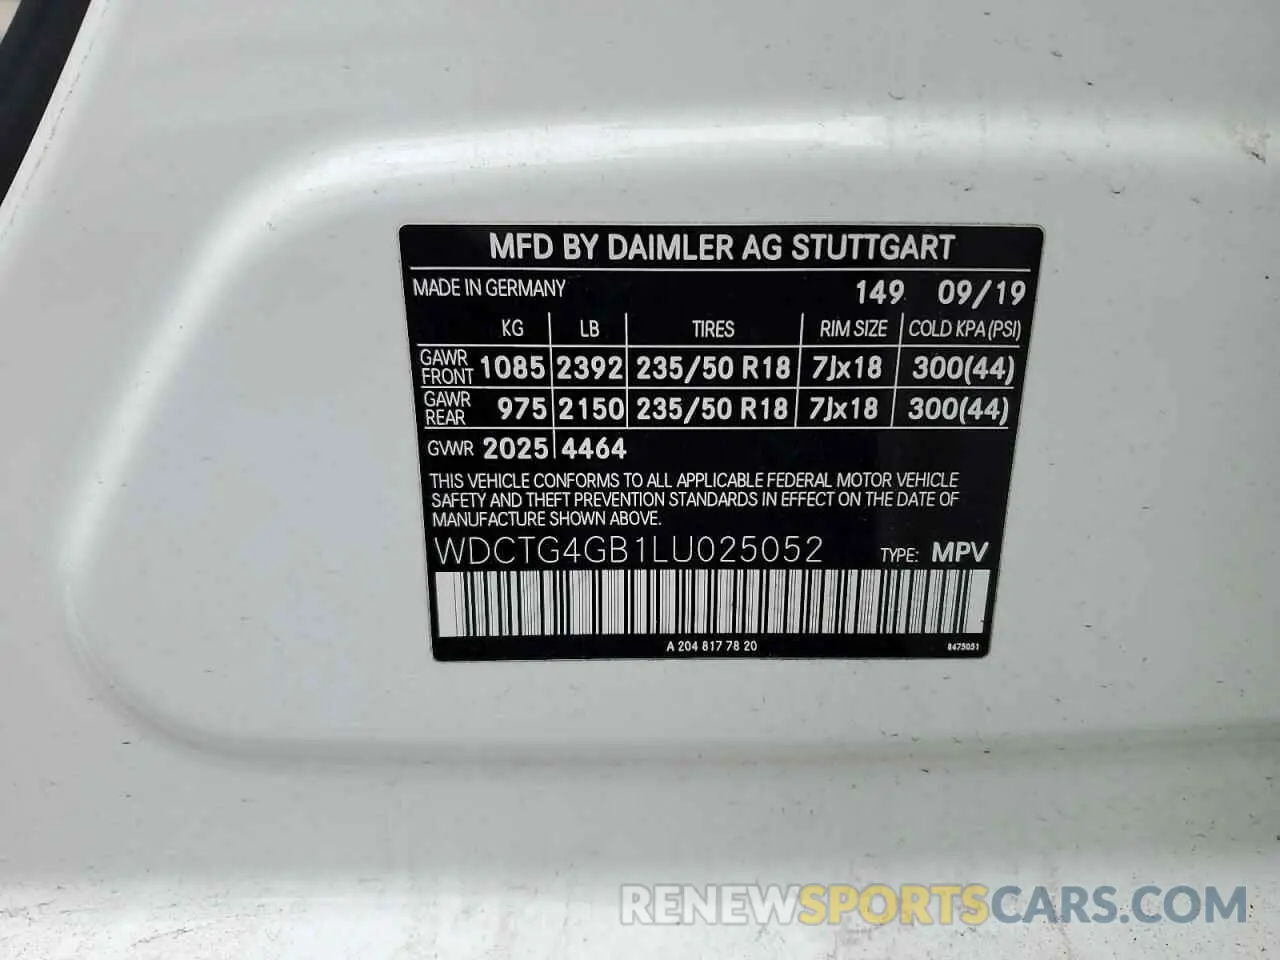 MFD BY DAIMLER AG STUTTGART
MADE IN GERMANY 149 09/19
KG LB TIRES RIM SIZE COLD KPA (PSI)
GAWR FRONT 1085 2392 235/50 R18 7Jx18 300(44)
GAWR REAR 975 2150 235/50 R18 7Jx18 300(44)
GVWR 2025 4464
THIS VEHICLE CONFORMS TO ALL APPLICABLE FEDERAL MOTOR VEHICLE
SAFETY AND THEFT PREVENTION STANDARDS IN EFFECT ON THE DATE OF
MANUFACTURE SHOWN ABOVE.
WDCTG4GB1LU025052 TYPE: MPV
A 204 817 78 20 8475051
RENEWSPORTSCARS.COM